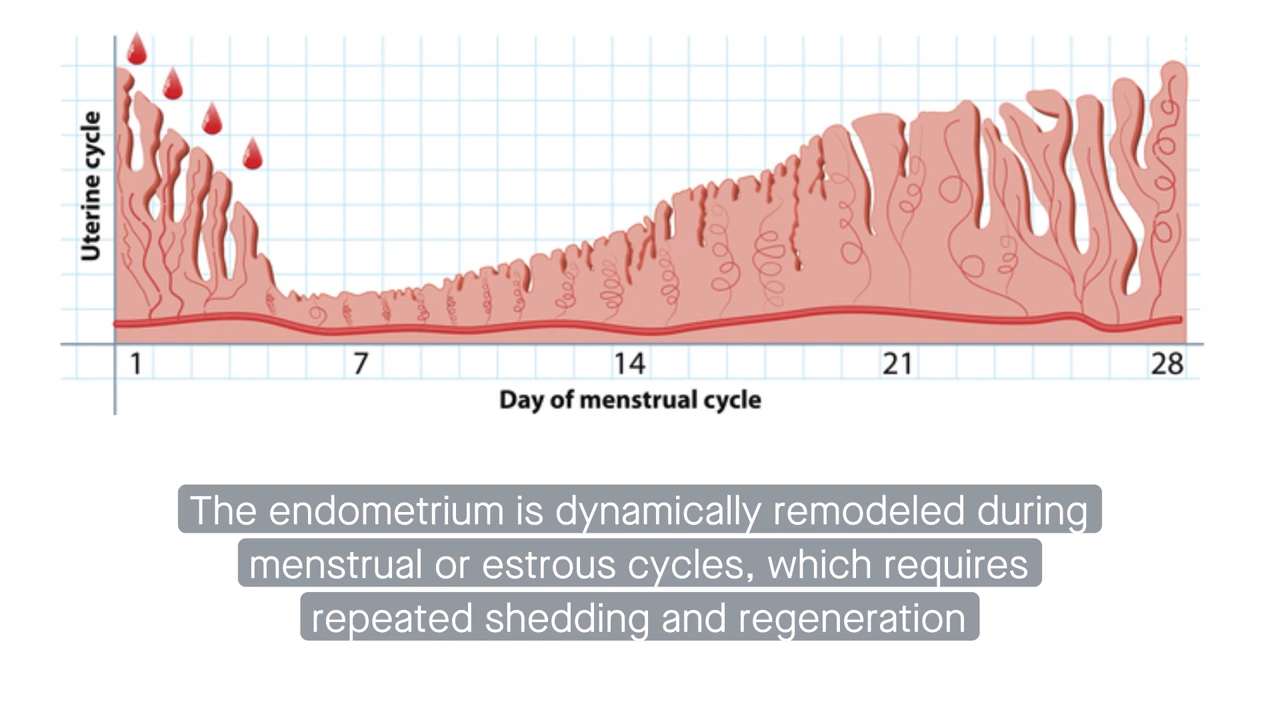 Uterine cycle
1 7 14 21 28
Day of menstrual cycle
The endometrium is dynamically remodeled during
menstrual or estrous cycles, which requires
repeated shedding and regeneration